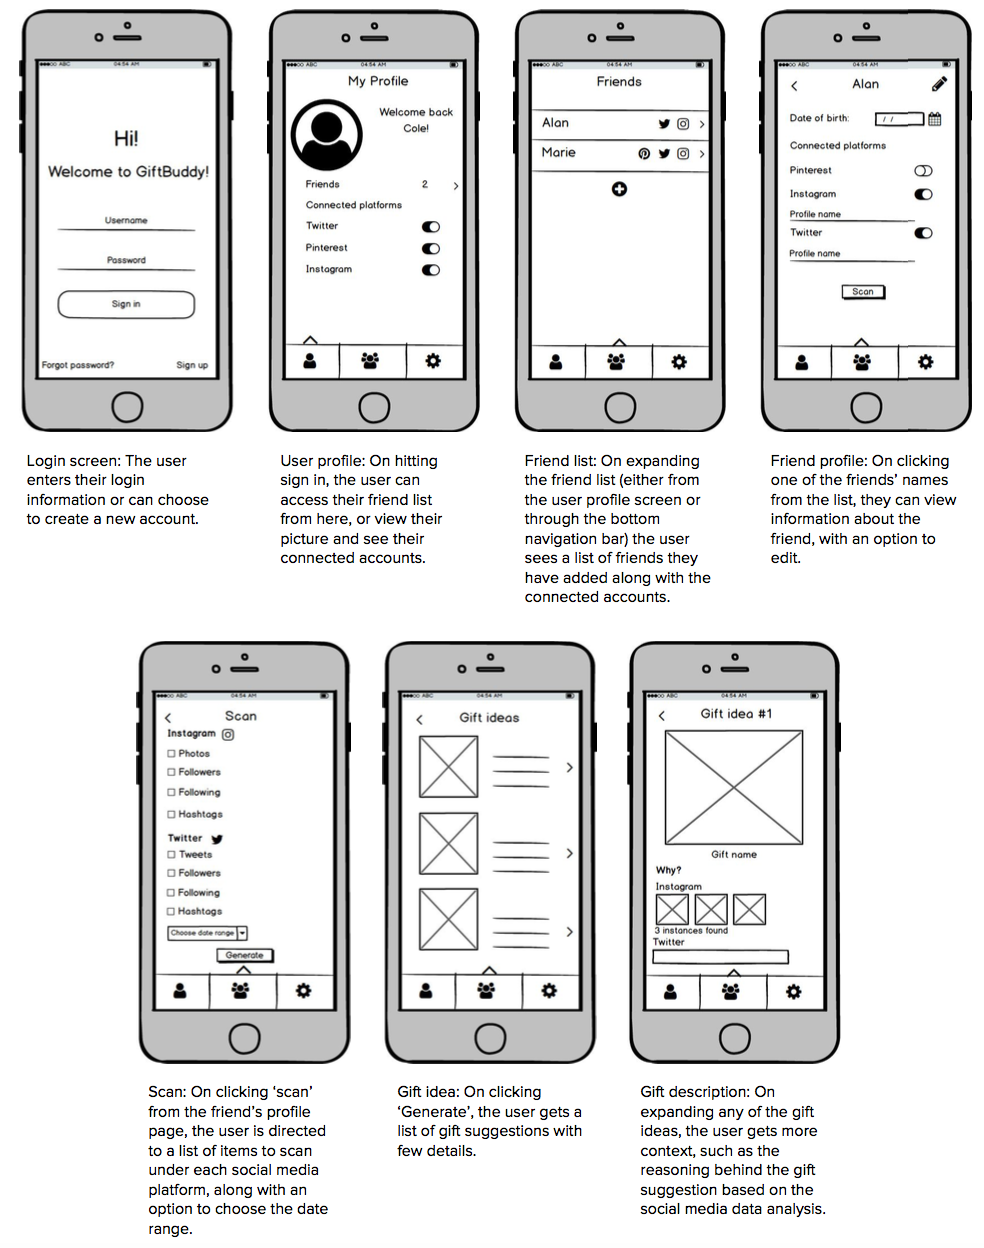 ●●●○○ ABC 04:54 AM
Hi!
Welcome to GiftBuddy!
Username
Password
Sign in
Forgot password? Sign up
●●●○○ ABC 04:54 AM
My Profile
Welcome back
Cole!
Friends 2 >
Connected platforms
Twitter
Pinterest
Instagram
●●●○○ ABC 04:54 AM
Friends
Alan >
Marie >
●●●○○ ABC 04:54 AM
< Alan
Date of birth: / /
Connected platforms
Pinterest
Instagram
Profile name
Twitter
Profile name
Scan
Login screen: The user
enters their login
information or can choose
to create a new account.
User profile: On hitting
sign in, the user can
access their friend list
from here, or view their
picture and see their
connected accounts.
Friend list: On expanding
the friend list (either from
the user profile screen or
through the bottom
navigation bar) the user
sees a list of friends they
have added along with the
connected accounts.
Friend profile: On clicking
one of the friends’ names
from the list, they can view
information about the
friend, with an option to
edit.
●●●○○ ABC 04:54 AM
< Scan
Instagram
Photos
Followers
Following
Hashtags
Twitter
Tweets
Followers
Following
Hashtags
Choose date range
Generate
●●●○○ ABC 04:54 AM
< Gift ideas
>
>
>
●●●○○ ABC 04:54 AM
< Gift idea #1
Gift name
Why?
Instagram
3 instances found
Twitter
Scan: On clicking ‘scan’
from the friend’s profile
page, the user is directed
to a list of items to scan
under each social media
platform, along with an
option to choose the date
range.
Gift idea: On clicking
‘Generate’, the user gets a
list of gift suggestions with
few details.
Gift description: On
expanding any of the gift
ideas, the user gets more
context, such as the
reasoning behind the gift
suggestion based on the
social media data analysis.